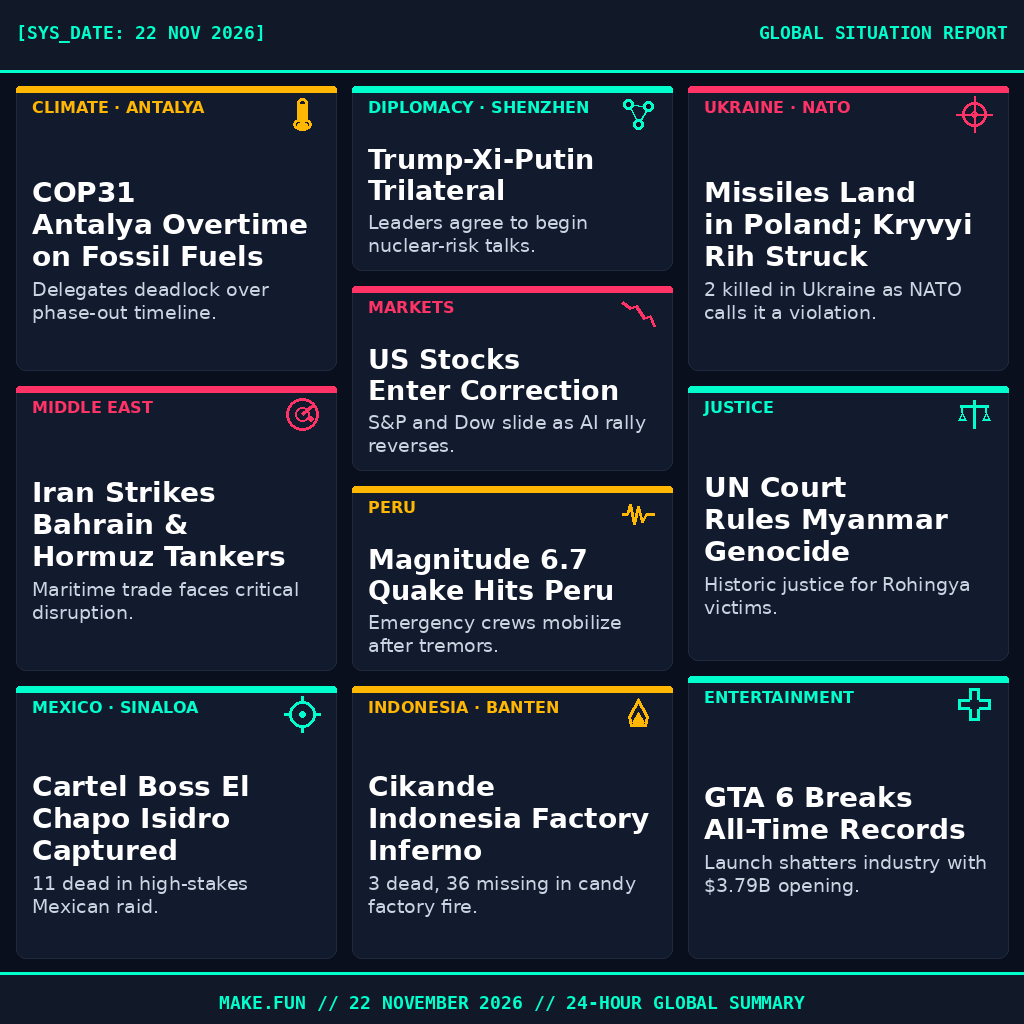 [SYS_DATE: 22 NOV 2026]
GLOBAL SITUATION REPORT
CLIMATE · ANTALYA
COP31
Antalya Overtime
on Fossil Fuels
Delegates deadlock over
phase-out timeline.
DIPLOMACY · SHENZHEN
Trump-Xi-Putin
Trilateral
Leaders agree to begin
nuclear-risk talks.
UKRAINE · NATO
Missiles Land
in Poland; Kryvyi
Rih Struck
2 killed in Ukraine as NATO
calls it a violation.
MARKETS
US Stocks
Enter Correction
S&P and Dow slide as AI rally
reverses.
MIDDLE EAST
Iran Strikes
Bahrain &
Hormuz Tankers
Maritime trade faces critical
disruption.
JUSTICE
UN Court
Rules Myanmar
Genocide
Historic justice for Rohingya
victims.
PERU
Magnitude 6.7
Quake Hits Peru
Emergency crews mobilize
after tremors.
MEXICO · SINALOA
Cartel Boss El
Chapo Isidro
Captured
11 dead in high-stakes
Mexican raid.
INDONESIA · BANTEN
Cikande
Indonesia Factory
Inferno
3 dead, 36 missing in candy
factory fire.
ENTERTAINMENT
GTA 6 Breaks
All-Time Records
Launch shatters industry with
$3.79B opening.
MAKE.FUN // 22 NOVEMBER 2026 // 24-HOUR GLOBAL SUMMARY